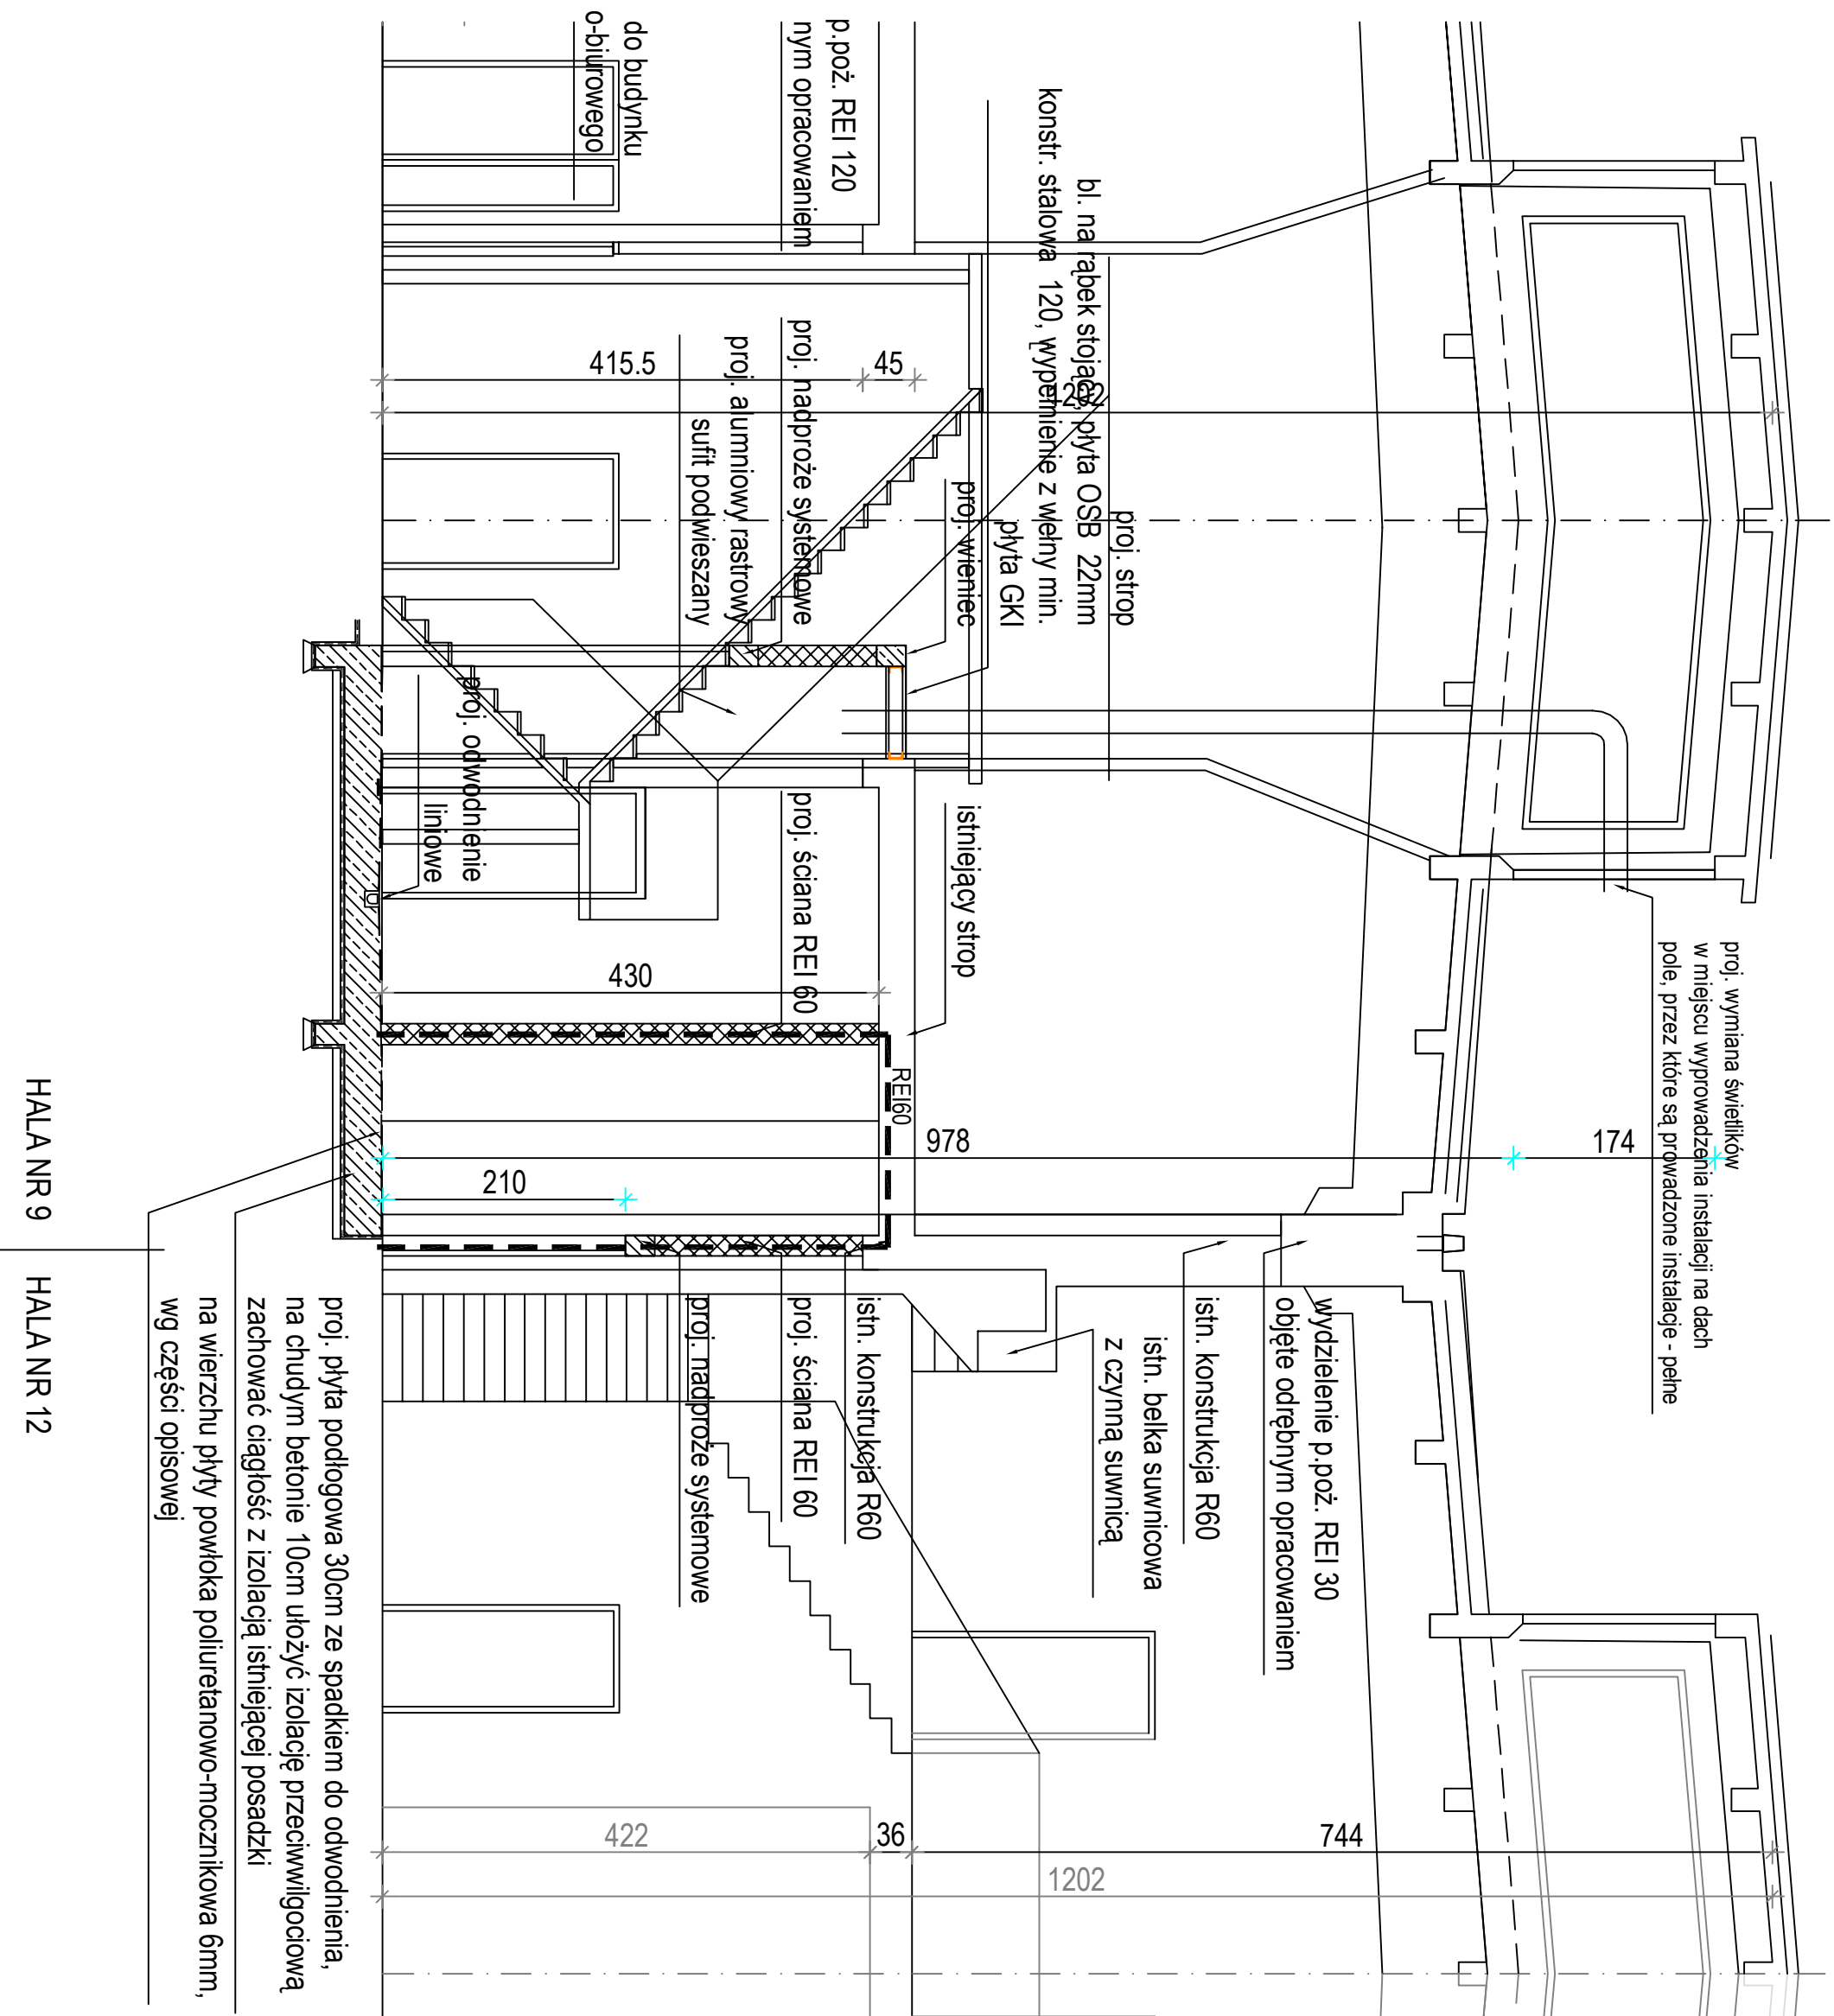 proj. wymiana świetlików
w miejscu wyprowadzenia instalacji na dach
pole, przez które są prowadzone instalacje - pełne
174
978
p.poż. REI 120
nym opracowaniem
do budynku
o-biurowego
proj. strop
bl. na rąbek stojący, płyta OSB 22mm
konstr. stalowa 120, wypełnienie z wełny min.
płyta GKI
proj. wieniec
1202
415.5
45
proj. nadproże systemowe
proj. alumniowy rastrowy
sufit podwieszany
proj. odwodnienie
liniowe
istniejący strop
proj. ściana REI 60
430
REI60
210
wydzielenie p.poż. REI 30
objęte odrębnym opracowaniem
istn. konstrukcja R60
istn. belka suwnicowa
z czynną suwnicą
istn. konstrukcja R60
proj. ściana REI 60
proj. nadproże systemowe
744
36
422
1202
proj. płyta podłogowa 30cm ze spadkiem do odwodnienia,
na chudym betonie 10cm ułożyć izolację przeciwwilgociową
zachować ciągłość z izolacją istniejącej posadzki
na wierzchu płyty powłoka poliuretanowo-mocznikowa 6mm,
wg części opisowej
HALA NR 9
HALA NR 12